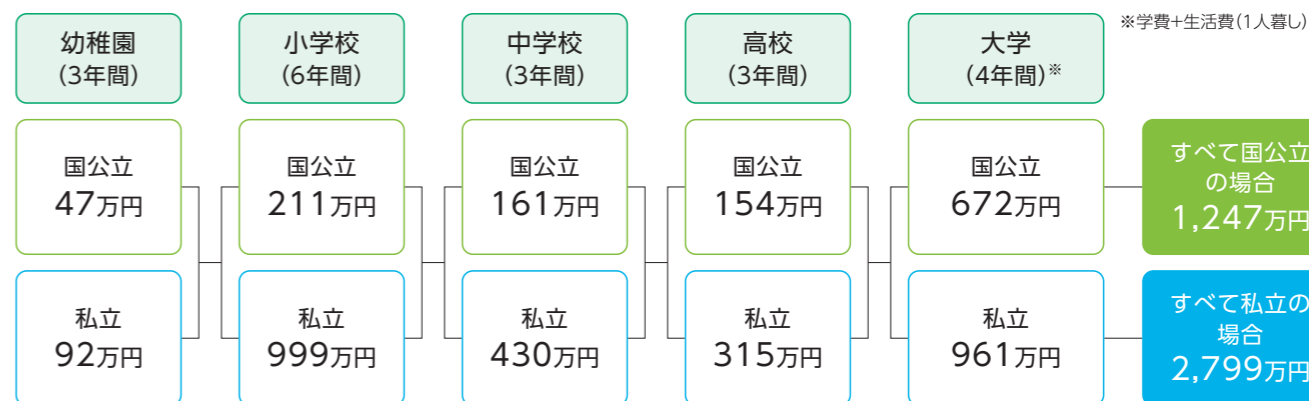 ※学費+生活費(1人暮し)
幼稚園
(3年間)
小学校
(6年間)
中学校
(3年間)
高校
(3年間)
大学
(4年間)※
国公立
47万円
国公立
211万円
国公立
161万円
国公立
154万円
国公立
672万円
すべて国公立
の場合
1,247万円
私立
92万円
私立
999万円
私立
430万円
私立
315万円
私立
961万円
すべて私立の
場合
2,799万円